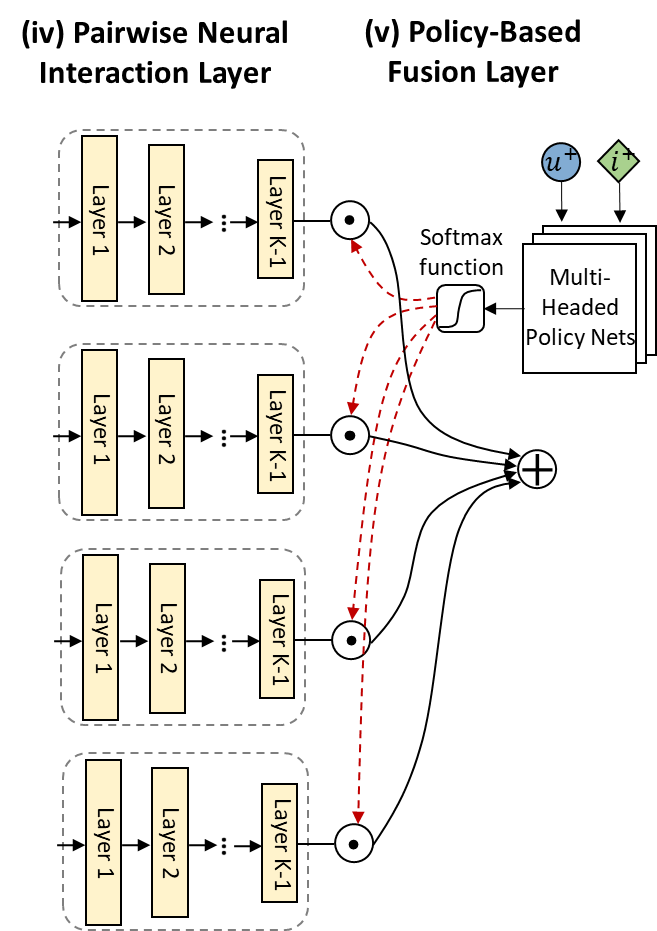 (iv) Pairwise Neural
Interaction Layer
(v) Policy-Based
Fusion Layer
u+
i+
Softmax
function
Multi-
Headed
Policy Nets
Layer 1
Layer 2
Layer K-1
Layer 1
Layer 2
Layer K-1
Layer 1
Layer 2
Layer K-1
Layer 1
Layer 2
Layer K-1